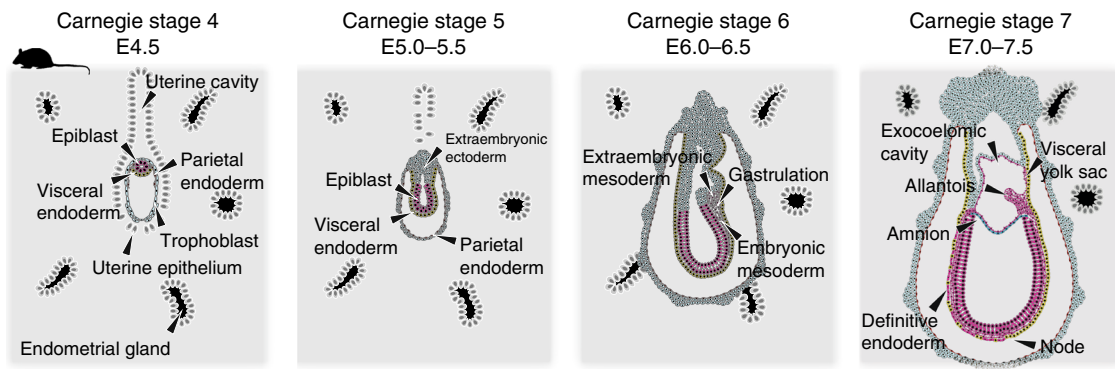 Carnegie stage 4
E4.5
Uterine cavity
Epiblast
Parietal
endoderm
Visceral
endoderm
Trophoblast
Uterine epithelium
Endometrial gland
Carnegie stage 5
E5.0–5.5
Extraembryonic
ectoderm
Epiblast
Visceral
endoderm
Parietal
endoderm
Carnegie stage 6
E6.0–6.5
Extraembryonic
mesoderm
Gastrulation
Embryonic
mesoderm
Carnegie stage 7
E7.0–7.5
Exocoelomic
cavity
Visceral
yolk sac
Allantois
Amnion
Definitive
endoderm
Node